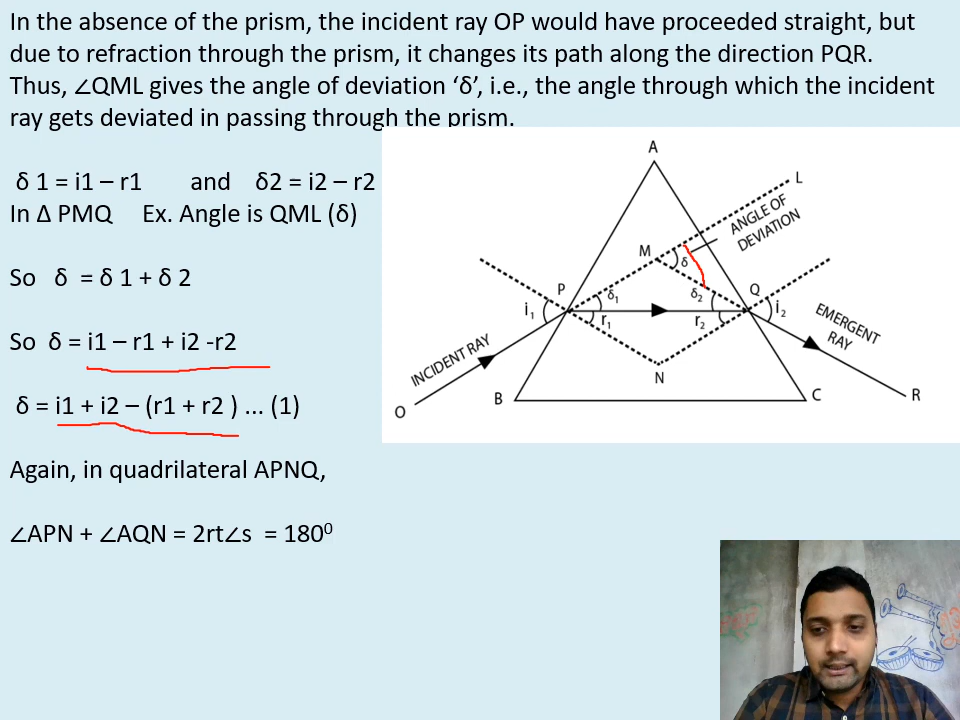 In the absence of the prism, the incident ray OP would have proceeded straight, but
due to refraction through the prism, it changes its path along the direction PQR.
Thus, ∠QML gives the angle of deviation ‘δ’, i.e., the angle through which the incident
ray gets deviated in passing through the prism.
δ 1 = i1 – r1 and δ2 = i2 – r2
In Δ PMQ Ex. Angle is QML (δ)
So δ = δ 1 + δ 2
So δ = i1 – r1 + i2 -r2
δ = i1 + i2 – (r1 + r2 ) ... (1)
Again, in quadrilateral APNQ,
∠APN + ∠AQN = 2rt∠s = 180⁰
A
L
ANGLE OF
DEVIATION
M
δ
P
δ₁
δ₂
Q
i₁
r₁
r₂
i₂
EMERGENT
RAY
INCIDENT RAY
N
O
B
C
R